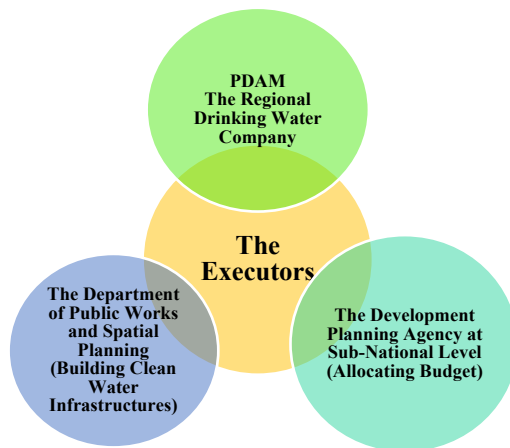 PDAM
The Regional
Drinking Water
Company
The
Executors
The Department
of Public Works
and Spatial
Planning
(Building Clean
Water
Infrastructures)
The Development
Planning Agency at
Sub-National Level
(Allocating Budget)